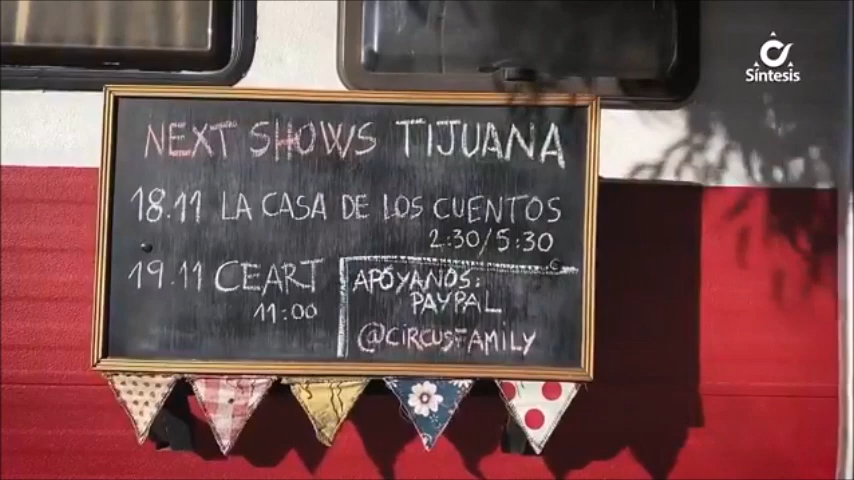 Síntesis
NEXT SHOWS TIJUANA
18.11 LA CASA DE LOS CUENTOS
2:30/5:30
19.11 CEART
11:00
APÓYANOS:
PAYPAL
@CIRCUSFAMILY